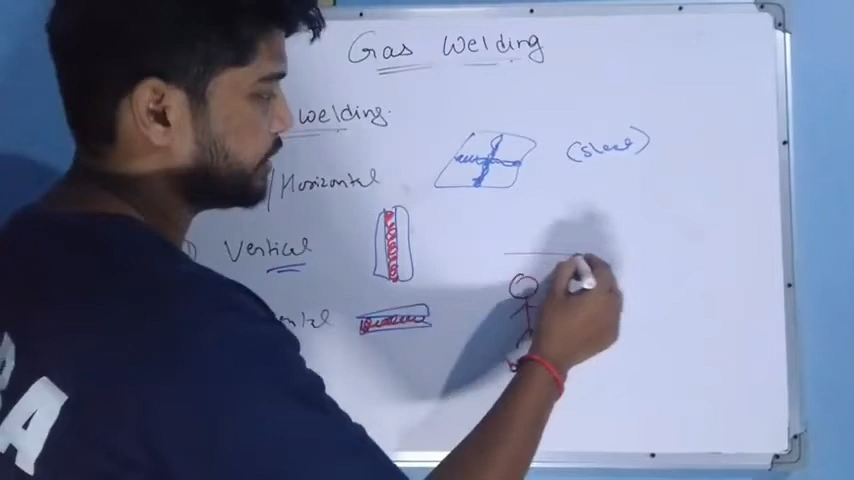 Gas Welding
welding.
/Horizontal
(Steel)
Vertical
A